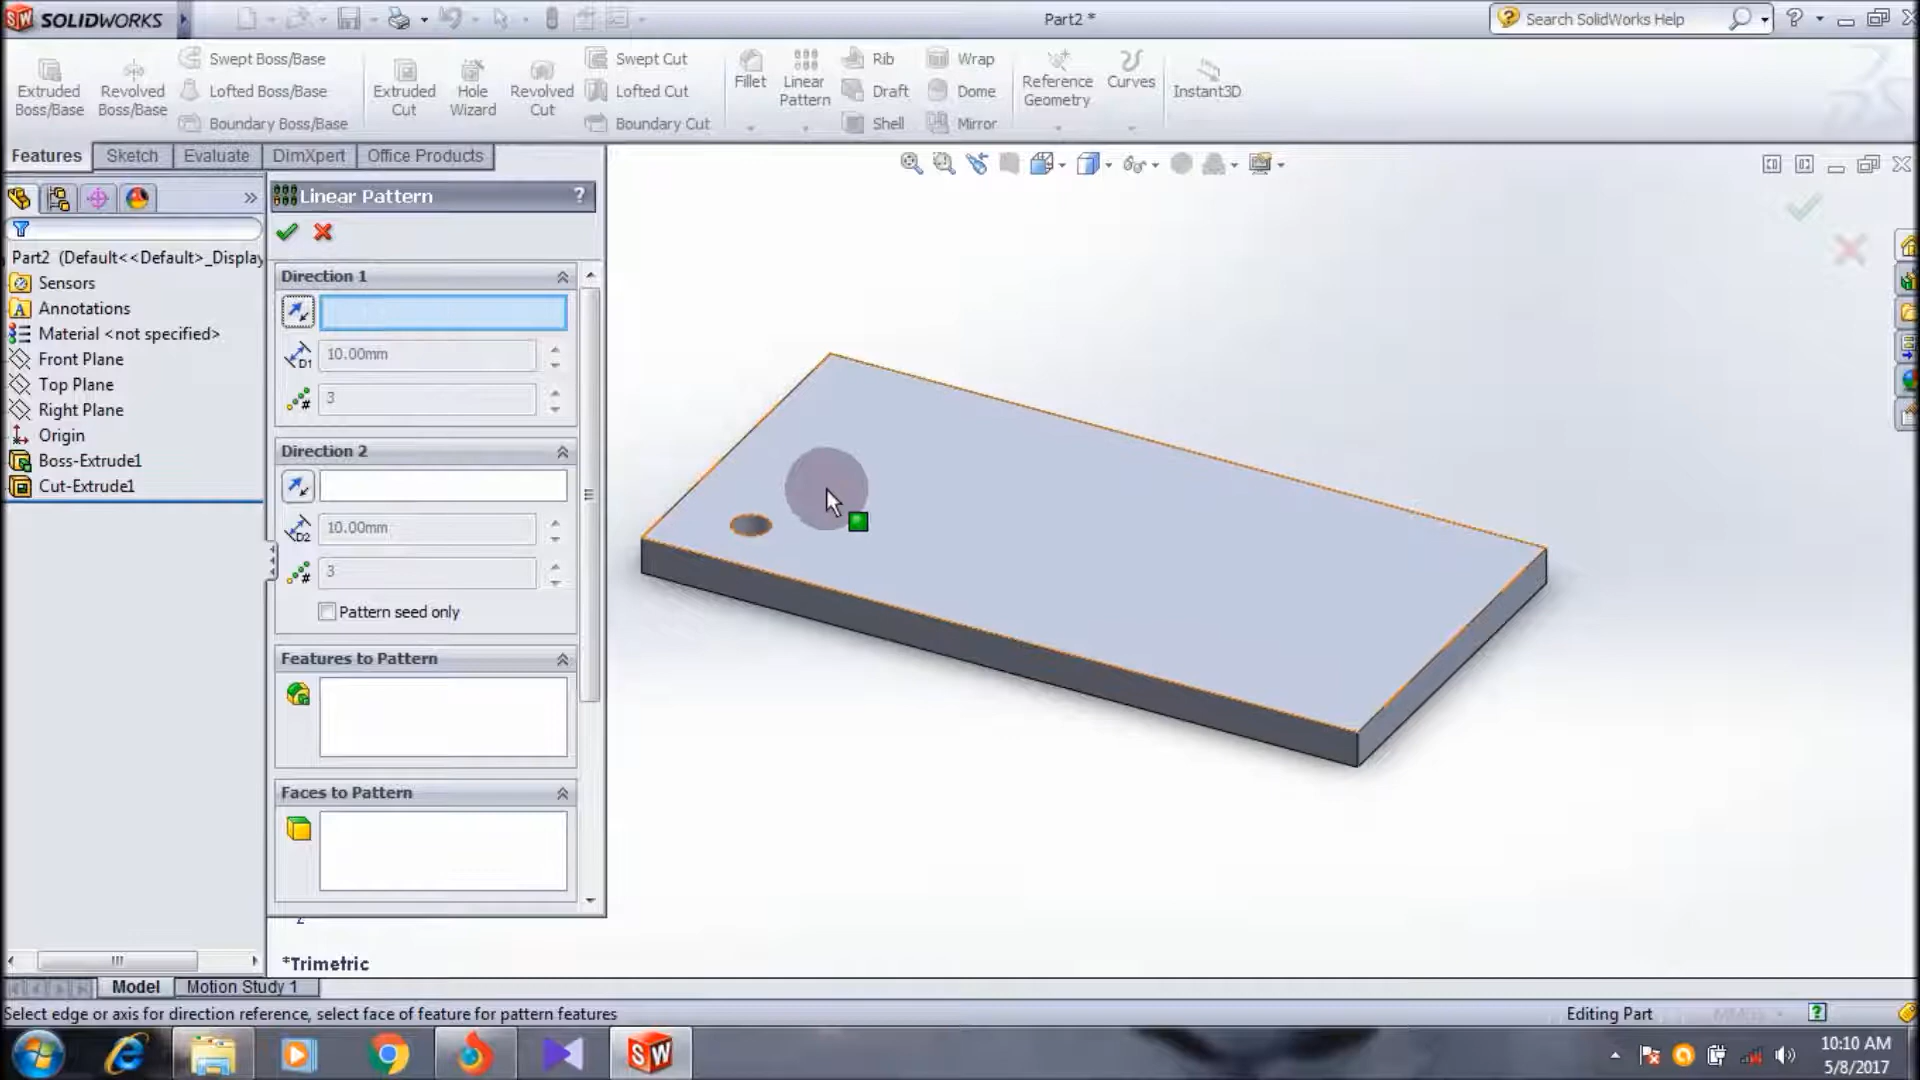 SOLIDWORKS
Part2 *
Search SolidWorks Help
Extruded Boss/Base
Revolved Boss/Base
Swept Boss/Base
Lofted Boss/Base
Boundary Boss/Base
Extruded Cut
Hole Wizard
Revolved Cut
Swept Cut
Lofted Cut
Boundary Cut
Fillet
Linear Pattern
Rib
Draft
Shell
Wrap
Dome
Mirror
Reference Geometry
Curves
Instant3D
Features
Sketch
Evaluate
DimXpert
Office Products
Part2 (Default<<Default>_Display
Sensors
Annotations
Material <not specified>
Front Plane
Top Plane
Right Plane
Origin
Boss-Extrude1
Cut-Extrude1
Linear Pattern
?
Direction 1
D1
10.00mm
#
3
Direction 2
D2
10.00mm
#
3
Pattern seed only
Features to Pattern
Faces to Pattern
*Trimetric
Model
Motion Study 1
Select edge or axis for direction reference, select face of feature for pattern features
Editing Part
10:10 AM
5/8/2017